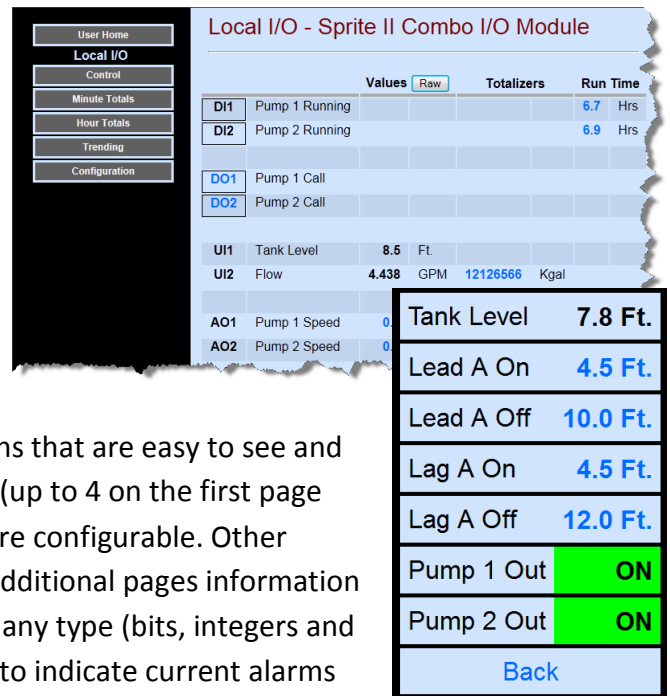 User Home
Local I/O
Control
Minute Totals
Hour Totals
Trending
Configuration
Local I/O - Sprite II Combo I/O Module
Values Raw Totalizers Run Time
DI1 Pump 1 Running 6.7 Hrs
DI2 Pump 2 Running 6.9 Hrs
DO1 Pump 1 Call
DO2 Pump 2 Call
UI1 Tank Level 8.5 Ft.
UI2 Flow 4.438 GPM 12126566 Kgal
AO1 Pump 1 Speed
AO2 Pump 2 Speed
Tank Level 7.8 Ft.
Lead A On 4.5 Ft.
Lead A Off 10.0 Ft.
Lag A On 4.5 Ft.
Lag A Off 12.0 Ft.
Pump 1 Out ON
Pump 2 Out ON
Back
that are easy to see and
(up to 4 on the first page
configurable. Other
additional pages information
any type (bits, integers and
to indicate current alarms